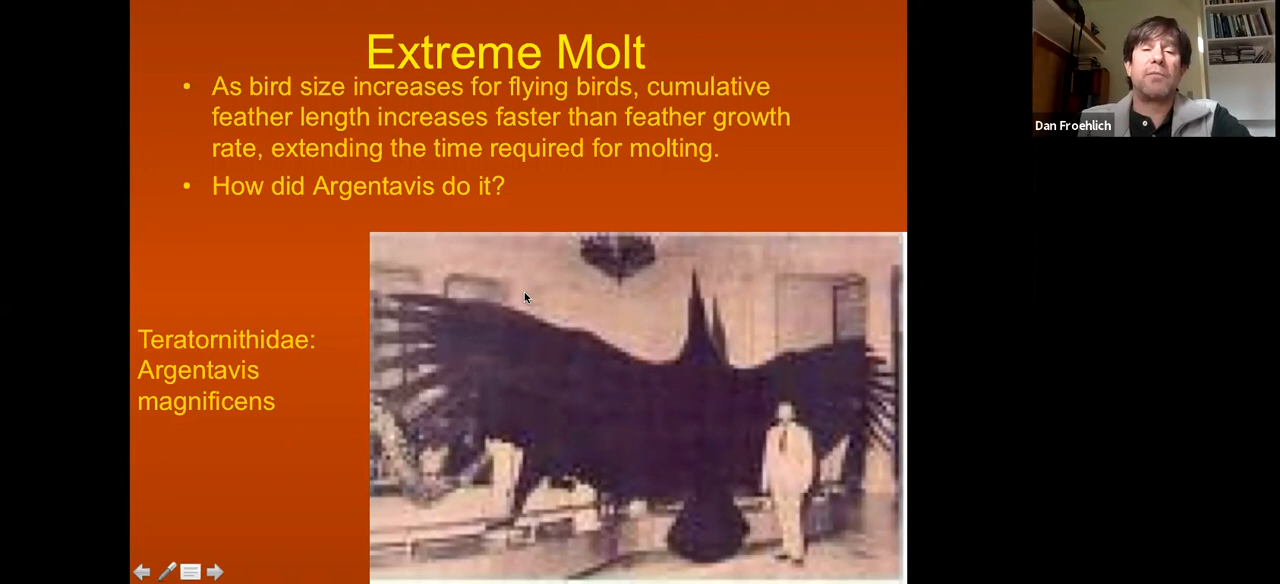 Extreme Molt
• As bird size increases for flying birds, cumulative
feather length increases faster than feather growth
rate, extending the time required for molting.
• How did Argentavis do it?
Teratornithidae:
Argentavis
magnificens
Dan Froehlich